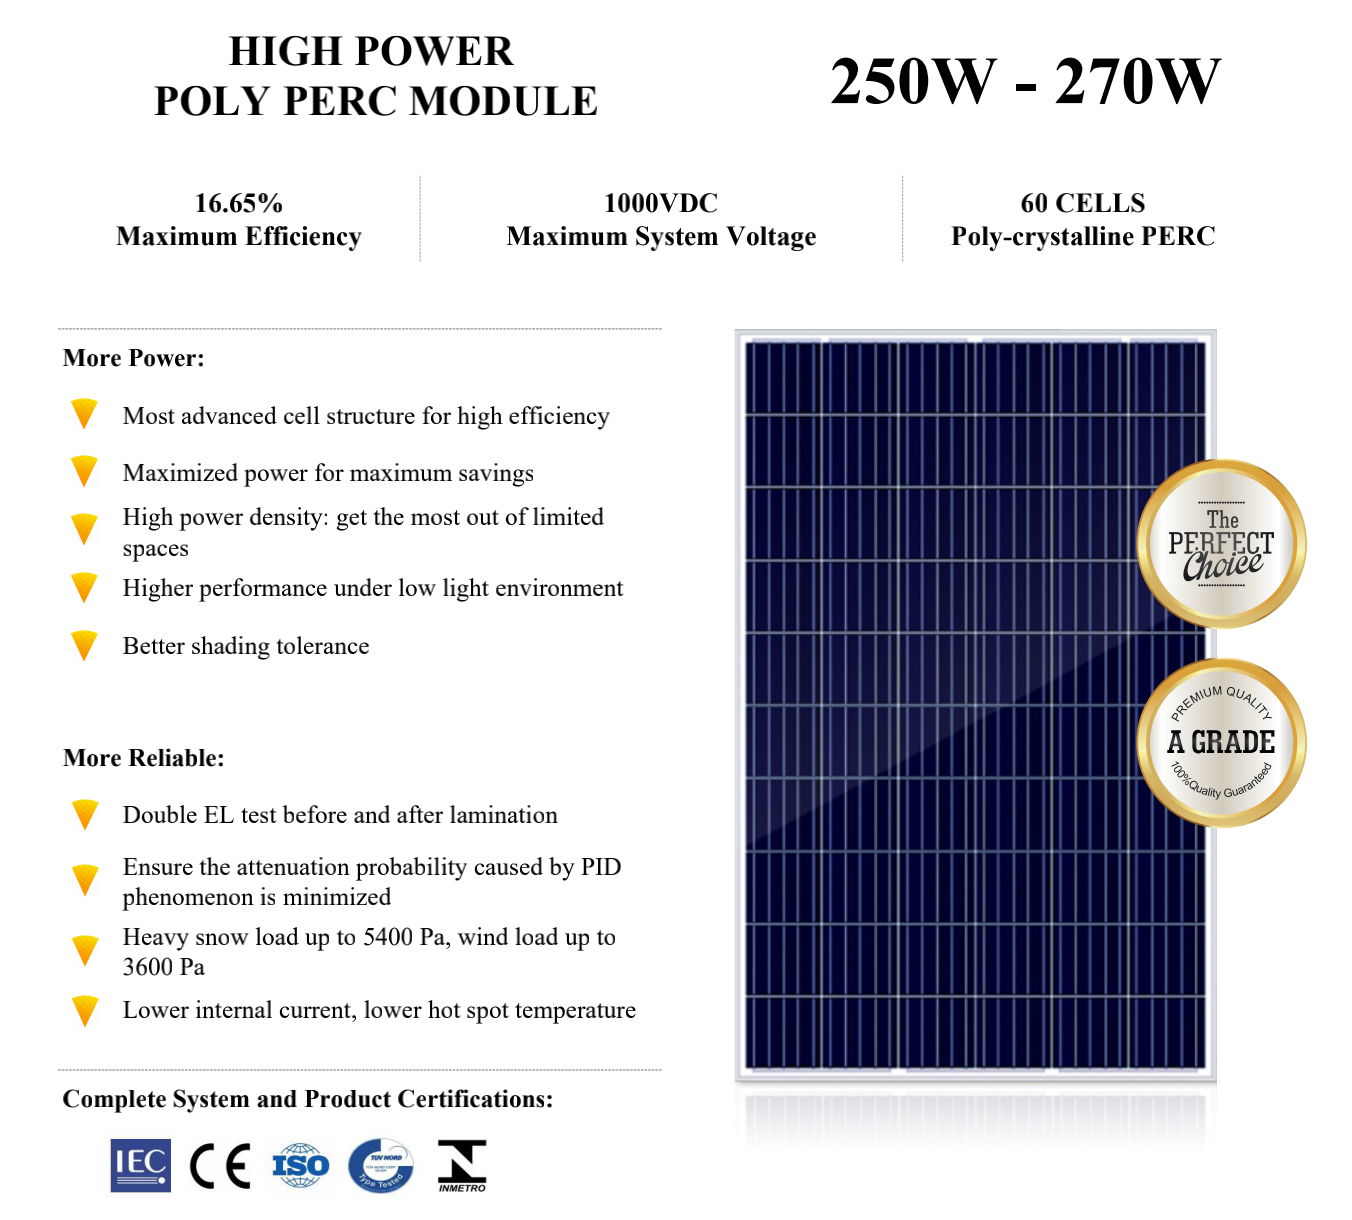 HIGH POWER
POLY PERC MODULE
250W - 270W
16.65%
Maximum Efficiency
1000VDC
Maximum System Voltage
60 CELLS
Poly-crystalline PERC
More Power:
Most advanced cell structure for high efficiency
Maximized power for maximum savings
High power density: get the most out of limited
spaces
Higher performance under low light environment
Better shading tolerance
The
PERFECT
Choice
PREMIUM QUALITY
A GRADE
100%Quality Guaranteed
More Reliable:
Double EL test before and after lamination
Ensure the attenuation probability caused by PID
phenomenon is minimized
Heavy snow load up to 5400 Pa, wind load up to
3600 Pa
Lower internal current, lower hot spot temperature
Complete System and Product Certifications:
IEC
CE
ISO
TUV NORD
Type Tested
INMETRO